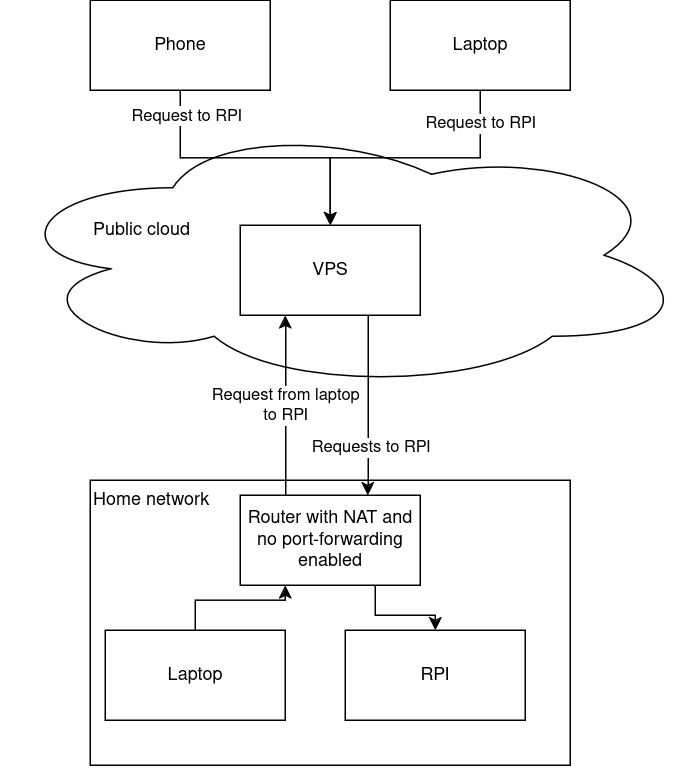 Phone
Laptop
Request to RPI
Request to RPI
Public cloud
VPS
Request from laptop
to RPI
Requests to RPI
Home network
Router with NAT and
no port-forwarding
enabled
Laptop
RPI